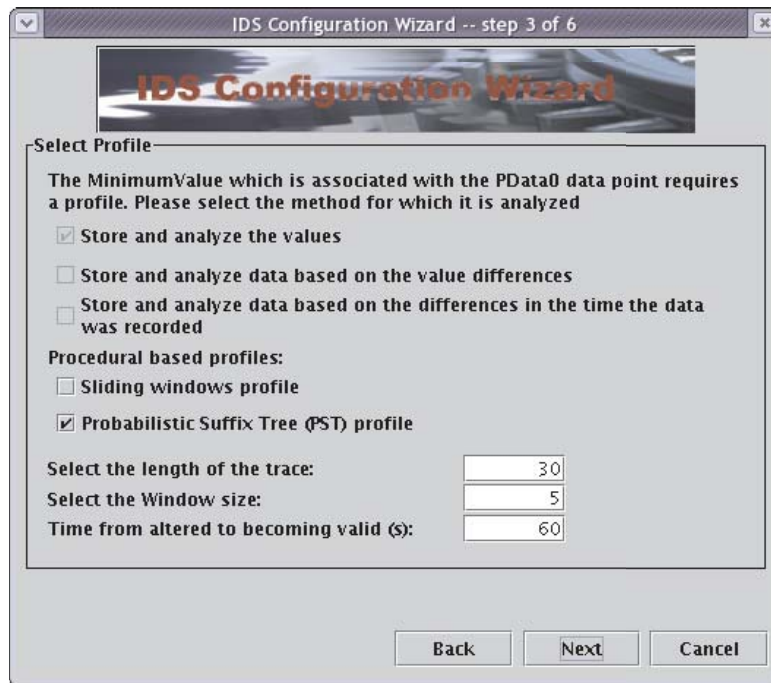 IDS Configuration Wizard -- step 3 of 6
IDS Configuration Wizard
Select Profile
The MinimumValue which is associated with the PData0 data point requires
a profile. Please select the method for which it is analyzed
Store and analyze the values
Store and analyze data based on the value differences
Store and analyze data based on the differences in the time the data
was recorded
Procedural based profiles:
Sliding windows profile
Probabilistic Suffix Tree (PST) profile
Select the length of the trace: 30
Select the Window size: 5
Time from altered to becoming valid (s): 60
Back Next Cancel